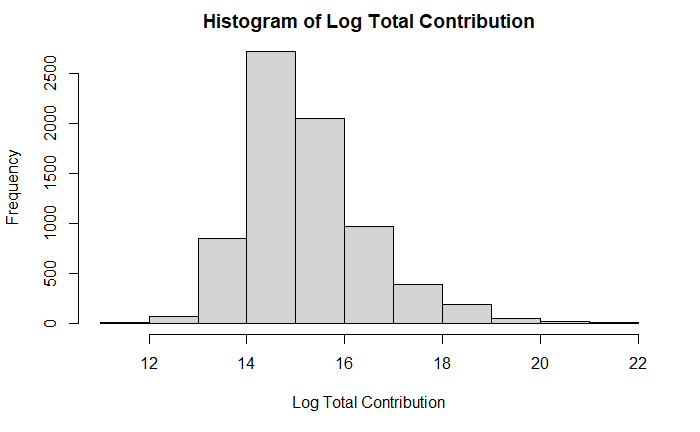 Histogram of Log Total Contribution
Frequency
2500
2000
1500
1000
500
0
12 14 16 18 20 22
Log Total Contribution